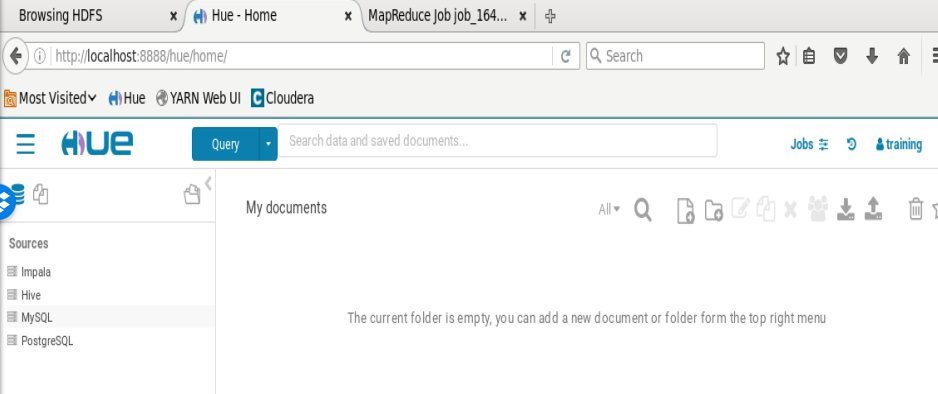 Browsing HDFS × Hue - Home × MapReduce Job job_164... ×
http://localhost:8888/hue/home/ Search
Most Visited Hue YARN Web UI Cloudera
HUE Query Search data and saved documents... Jobs training
My documents All
Sources
Impala
Hive
MySQL
PostgreSQL
The current folder is empty, you can add a new document or folder form the top right menu